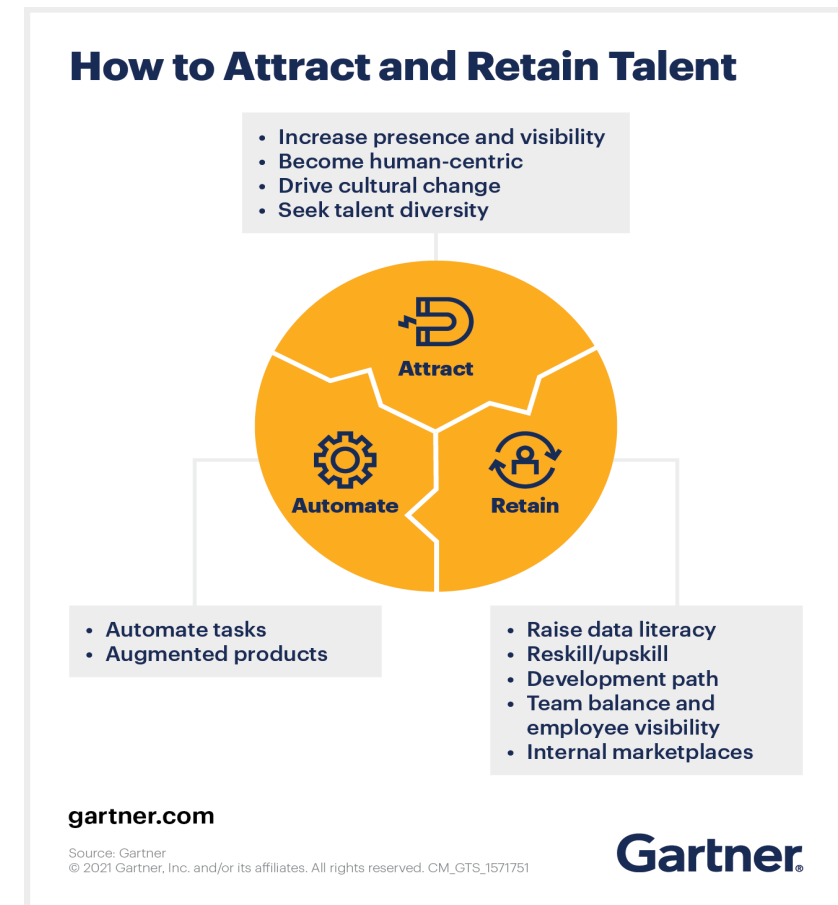 How to Attract and Retain Talent
• Increase presence and visibility
• Become human-centric
• Drive cultural change
• Seek talent diversity
Attract
Automate
Retain
• Automate tasks
• Augmented products
• Raise data literacy
• Reskill/upskill
• Development path
• Team balance and
employee visibility
• Internal marketplaces
gartner.com
Source: Gartner
© 2021 Gartner, Inc. and/or its affiliates. All rights reserved. CM_GTS_1571751
Gartner®